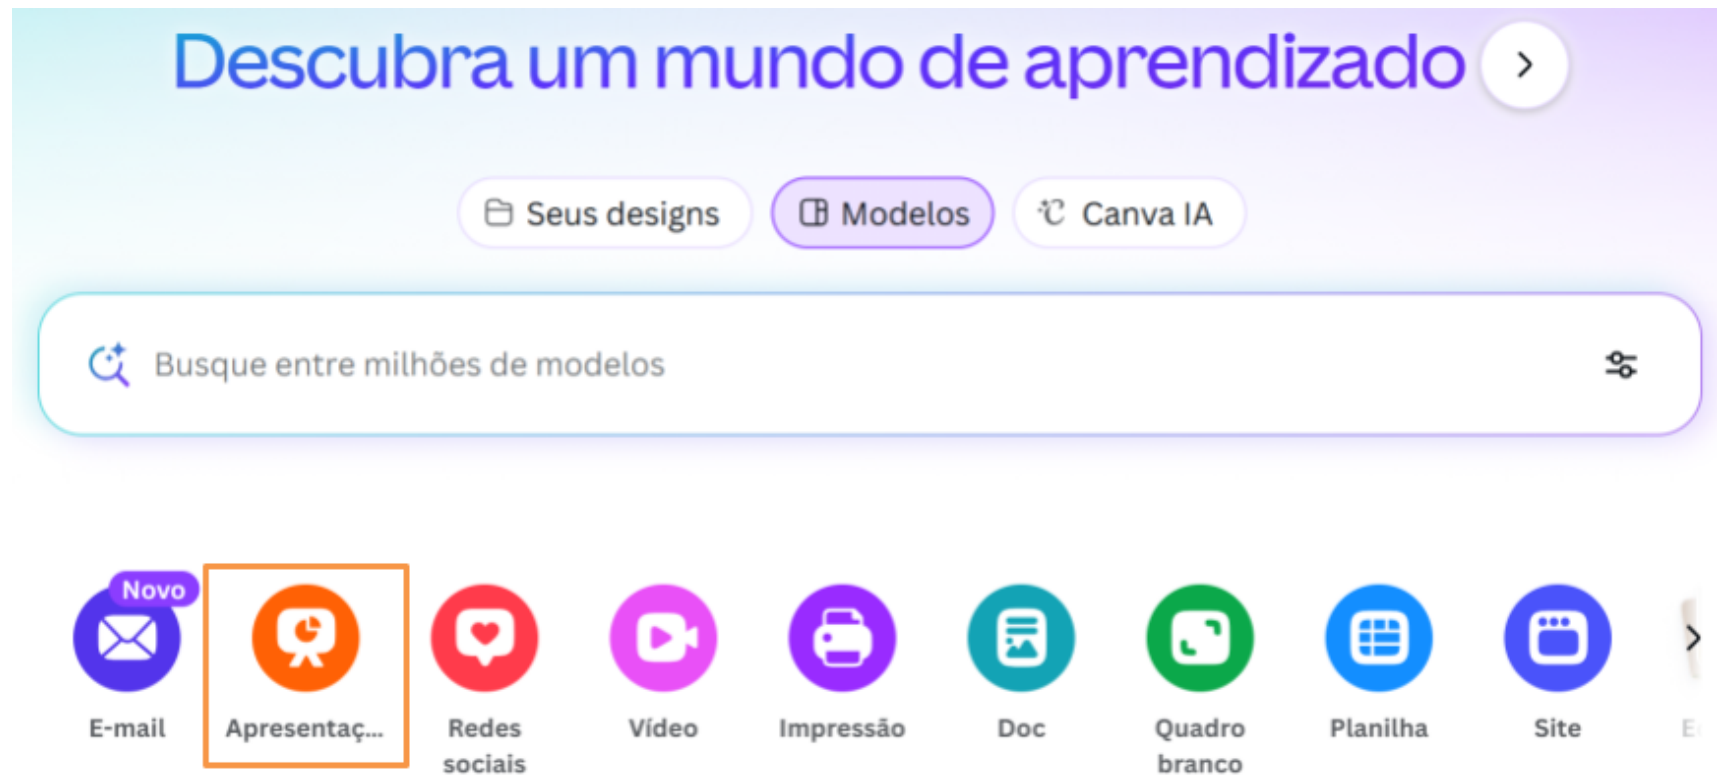 Descubra um mundo de aprendizado
Seus designs
Modelos
Canva IA
Busque entre milhões de modelos
Novo
E-mail
Apresentaç...
Redes
sociais
Vídeo
Impressão
Doc
Quadro
branco
Planilha
Site